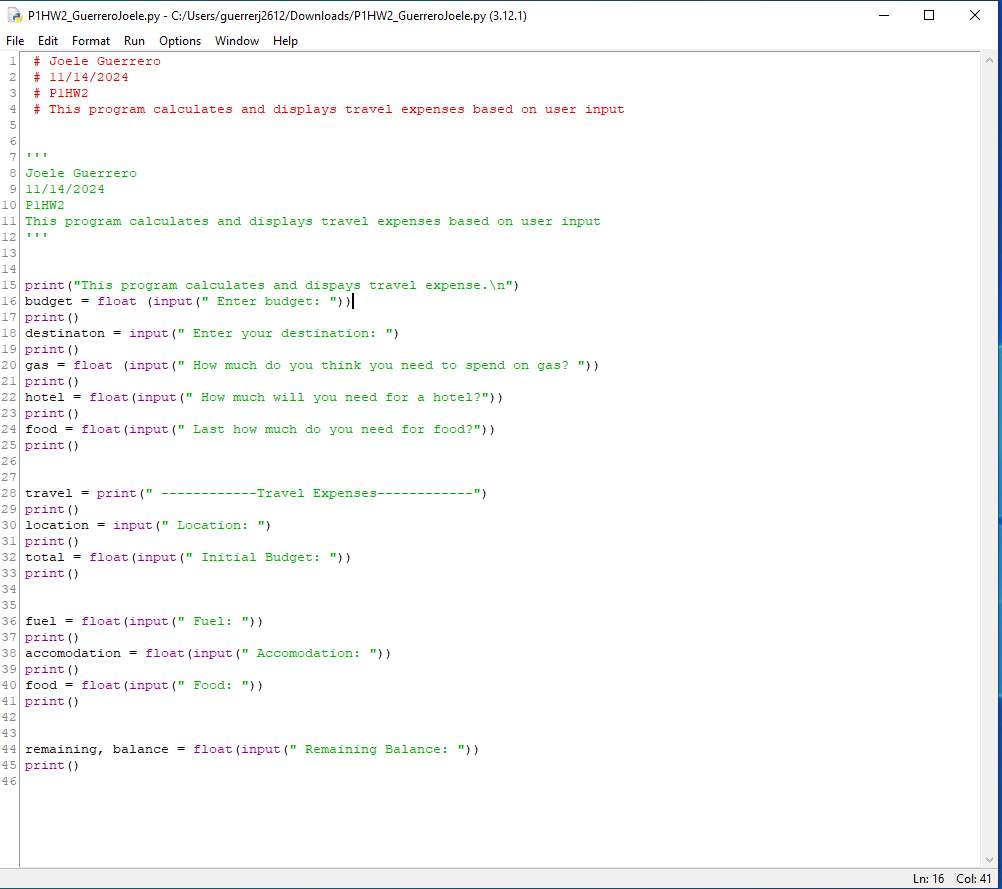 P1HW2_GuerreroJoele.py - C:/Users/guerrerj2612/Downloads/P1HW2_GuerreroJoele.py (3.12.1)
File Edit Format Run Options Window Help
1 # Joele Guerrero
2 # 11/14/2024
3 # P1HW2
4 # This program calculates and displays travel expenses based on user input
5
6
7 '''
8 Joele Guerrero
9 11/14/2024
10 P1HW2
11 This program calculates and displays travel expenses based on user input
12 '''
13
14
15 print("This program calculates and dispays travel expense.\n")
16 budget = float (input(" Enter budget: "))
17 print()
18 destinaton = input(" Enter your destination: ")
19 print()
20 gas = float (input(" How much do you think you need to spend on gas? "))
21 print()
22 hotel = float(input(" How much will you need for a hotel?"))
23 print()
24 food = float(input(" Last how much do you need for food?"))
25 print()
26
27
28 travel = print(" ------------Travel Expenses------------")
29 print()
30 location = input(" Location: ")
31 print()
32 total = float(input(" Initial Budget: "))
33 print()
34
35
36 fuel = float(input(" Fuel: "))
37 print()
38 accomodation = float(input(" Accomodation: "))
39 print()
40 food = float(input(" Food: "))
41 print()
42
43
44 remaining, balance = float(input(" Remaining Balance: "))
45 print()
46
Ln: 16 Col: 41